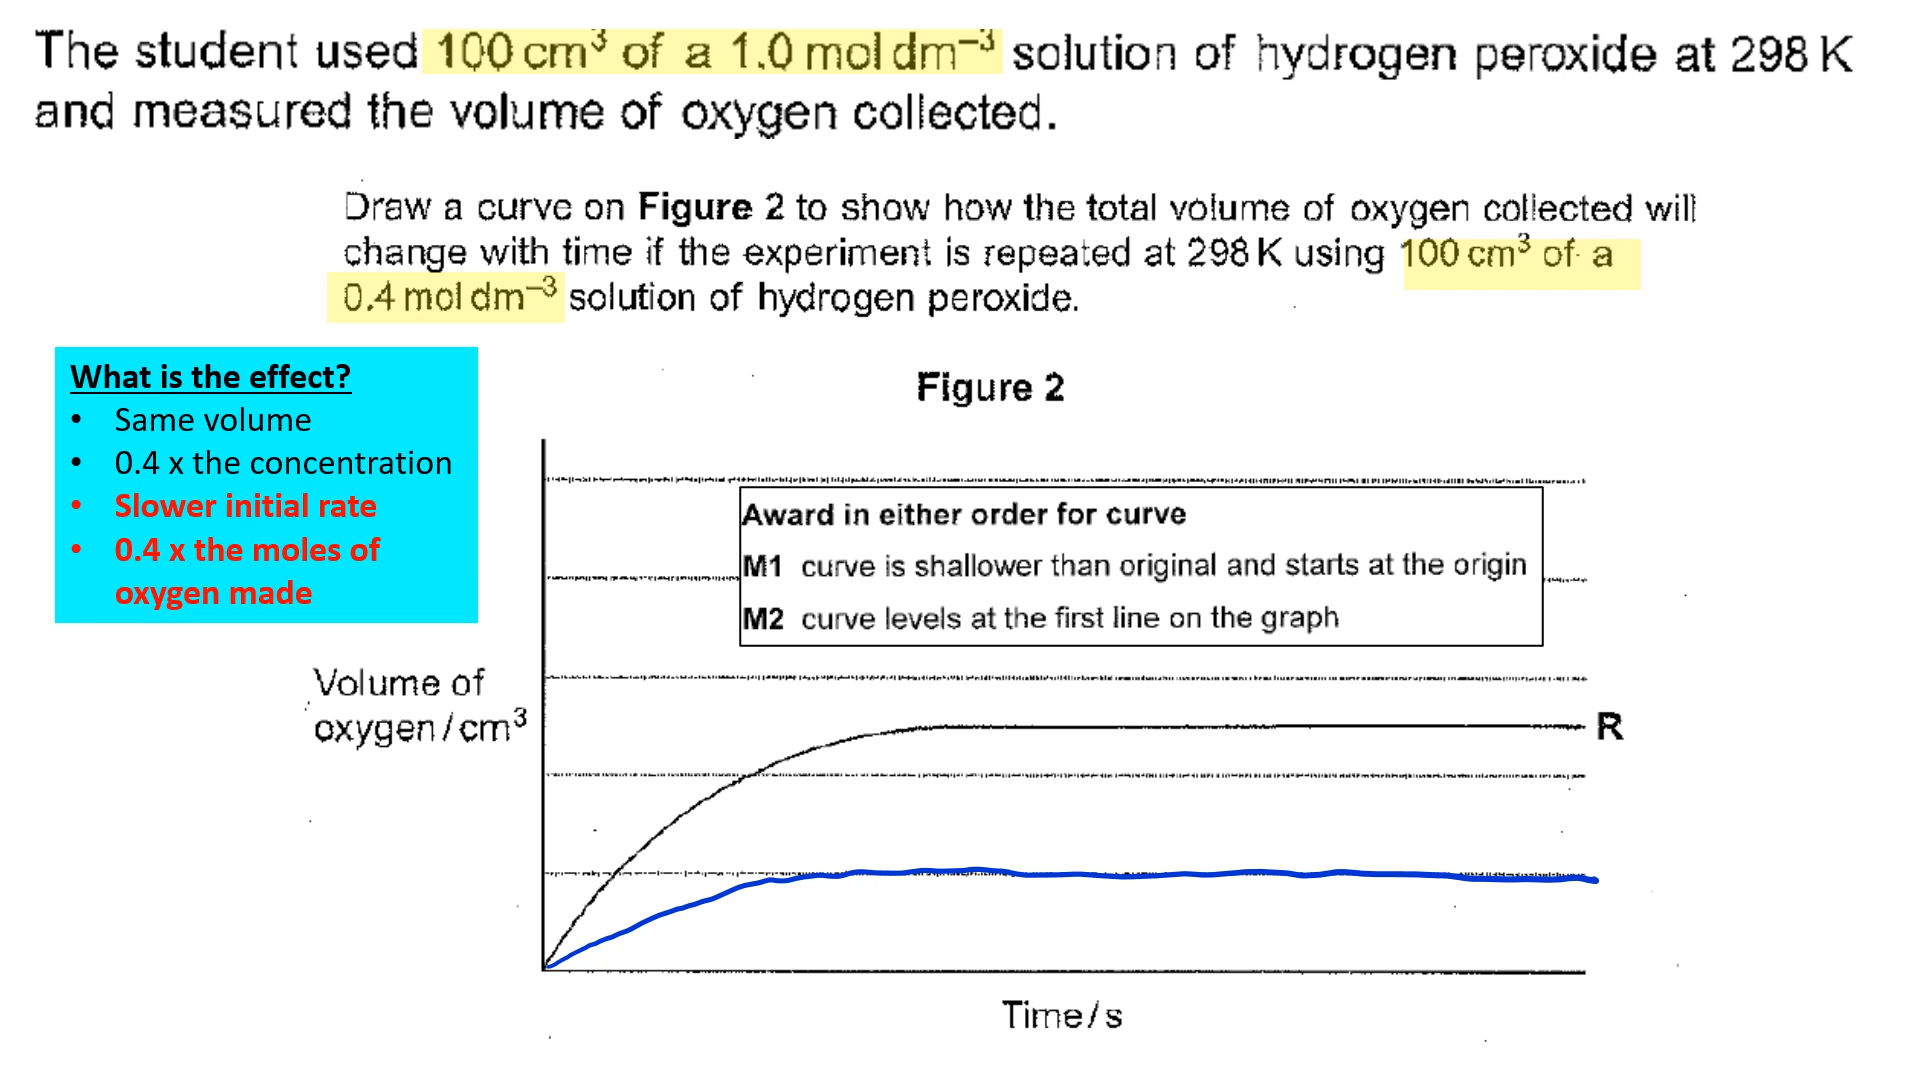 The student used 100 cm³ of a 1.0 mol dm⁻³ solution of hydrogen peroxide at 298 K
and measured the volume of oxygen collected.
Draw a curve on Figure 2 to show how the total volume of oxygen collected will
change with time if the experiment is repeated at 298 K using 100 cm³ of a
0.4 mol dm⁻³ solution of hydrogen peroxide.
What is the effect?
• Same volume
• 0.4 x the concentration
• Slower initial rate
• 0.4 x the moles of
oxygen made
Figure 2
Award in either order for curve
M1 curve is shallower than original and starts at the origin
M2 curve levels at the first line on the graph
Volume of
oxygen / cm³
R
Time / s